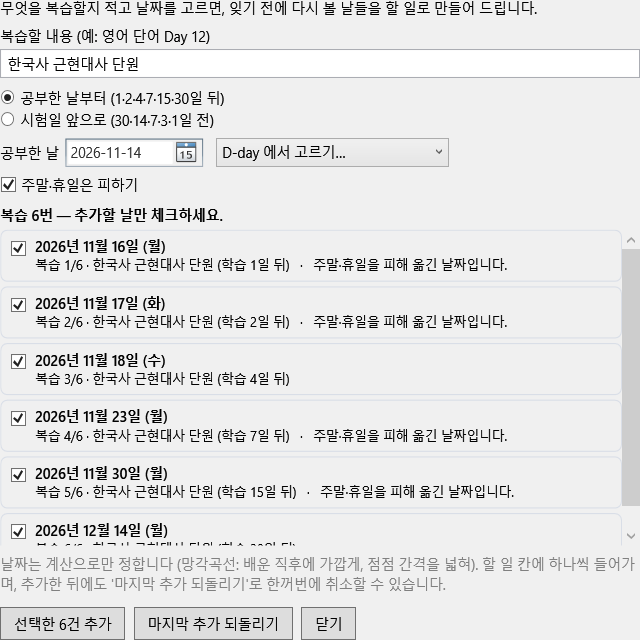 무엇을 복습할지 적고 날짜를 고르면, 잊기 전에 다시 볼 날들을 할 일로 만들어 드립니다.
복습할 내용 (예: 영어 단어 Day 12)
한국사 근현대사 단원
공부한 날부터 (1·2·4·7·15·30일 뒤)
시험일 앞으로 (30·14·7·3·1일 전)
공부한 날 2026-11-14 15 D-day 에서 고르기...
주말·휴일은 피하기
복습 6번 — 추가할 날만 체크하세요.
2026년 11월 16일 (월)
복습 1/6 · 한국사 근현대사 단원 (학습 1일 뒤) · 주말·휴일을 피해 옮긴 날짜입니다.
2026년 11월 17일 (화)
복습 2/6 · 한국사 근현대사 단원 (학습 2일 뒤) · 주말·휴일을 피해 옮긴 날짜입니다.
2026년 11월 18일 (수)
복습 3/6 · 한국사 근현대사 단원 (학습 4일 뒤)
2026년 11월 23일 (월)
복습 4/6 · 한국사 근현대사 단원 (학습 7일 뒤) · 주말·휴일을 피해 옮긴 날짜입니다.
2026년 11월 30일 (월)
복습 5/6 · 한국사 근현대사 단원 (학습 15일 뒤) · 주말·휴일을 피해 옮긴 날짜입니다.
2026년 12월 14일 (월)
날짜는 계산으로만 정합니다 (망각곡선: 배운 직후에 가깝게, 점점 간격을 넓혀). 할 일 칸에 하나씩 들어가
며, 추가한 뒤에도 '마지막 추가 되돌리기'로 한꺼번에 취소할 수 있습니다.
선택한 6건 추가 마지막 추가 되돌리기 닫기